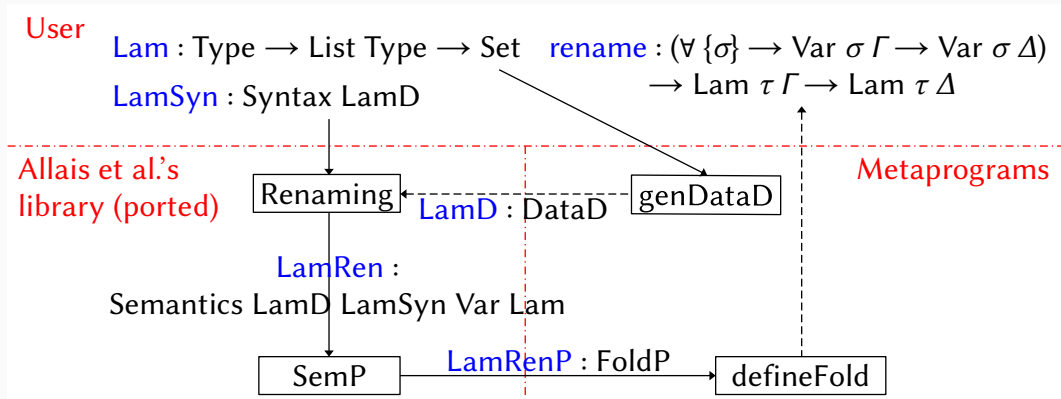 User
Lam : Type → List Type → Set
rename : (∀ {σ} → Var σ Γ → Var σ Δ)
→ Lam τ Γ → Lam τ Δ
LamSyn : Syntax LamD
Allais et al.'s
library (ported)
Metaprograms
Renaming
LamD : DataD
genDataD
LamRen :
Semantics LamD LamSyn Var Lam
SemP
LamRenP : FoldP
defineFold